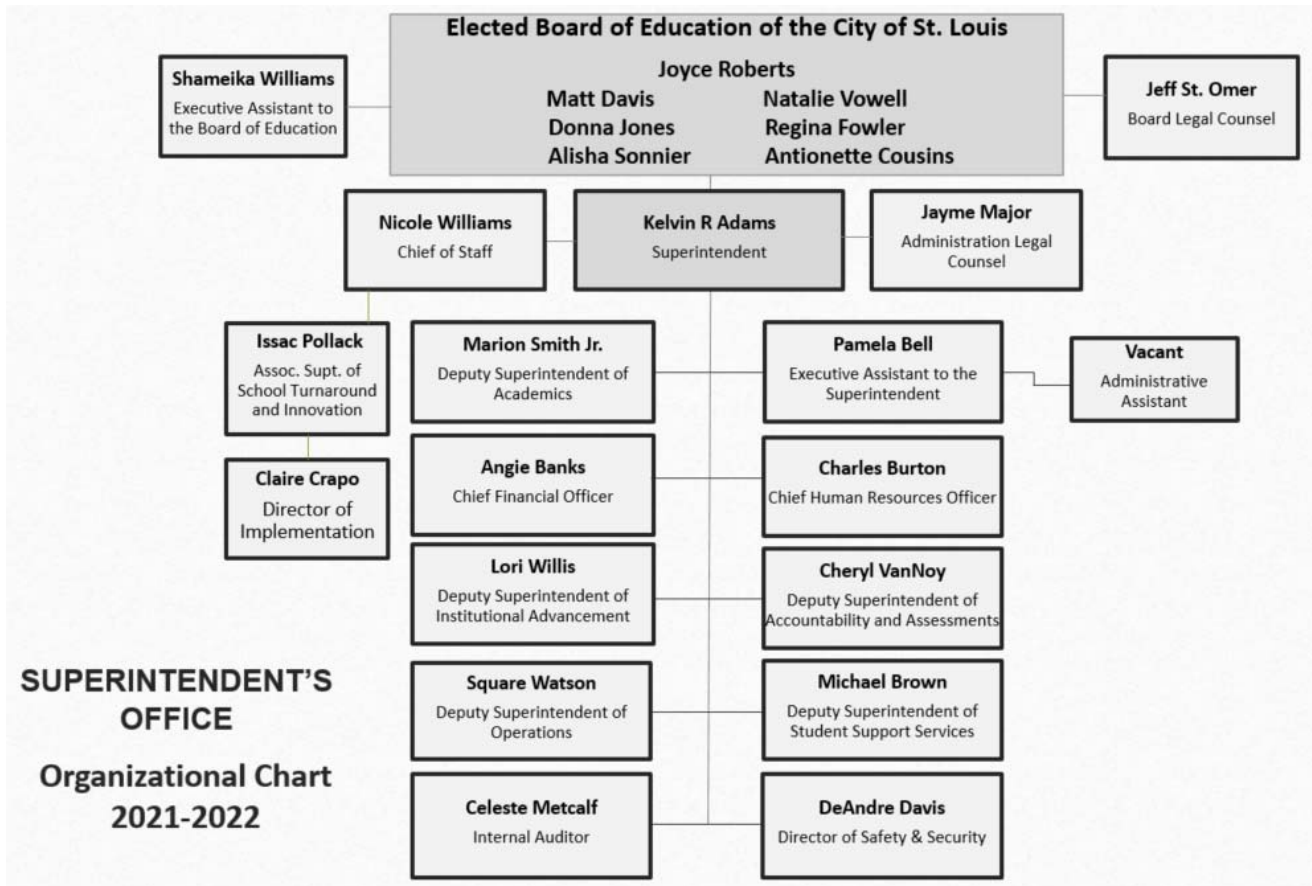 Elected Board of Education of the City of St. Louis
Joyce Roberts
Matt Davis
Natalie Vowell
Donna Jones
Regina Fowler
Alisha Sonnier
Antionette Cousins
Shameika Williams
Executive Assistant to
the Board of Education
Jeff St. Omer
Board Legal Counsel
Nicole Williams
Chief of Staff
Kelvin R Adams
Superintendent
Jayme Major
Administration Legal
Counsel
Issac Pollack
Assoc. Supt. of
School Turnaround
and Innovation
Marion Smith Jr.
Deputy Superintendent of
Academics
Pamela Bell
Executive Assistant to the
Superintendent
Vacant
Administrative
Assistant
Claire Crapo
Director of
Implementation
Angie Banks
Chief Financial Officer
Charles Burton
Chief Human Resources Officer
Lori Willis
Deputy Superintendent of
Institutional Advancement
Cheryl VanNoy
Deputy Superintendent of
Accountability and Assessments
Square Watson
Deputy Superintendent of
Operations
Michael Brown
Deputy Superintendent of
Student Support Services
Celeste Metcalf
Internal Auditor
DeAndre Davis
Director of Safety & Security
SUPERINTENDENT'S
OFFICE
Organizational Chart
2021-2022